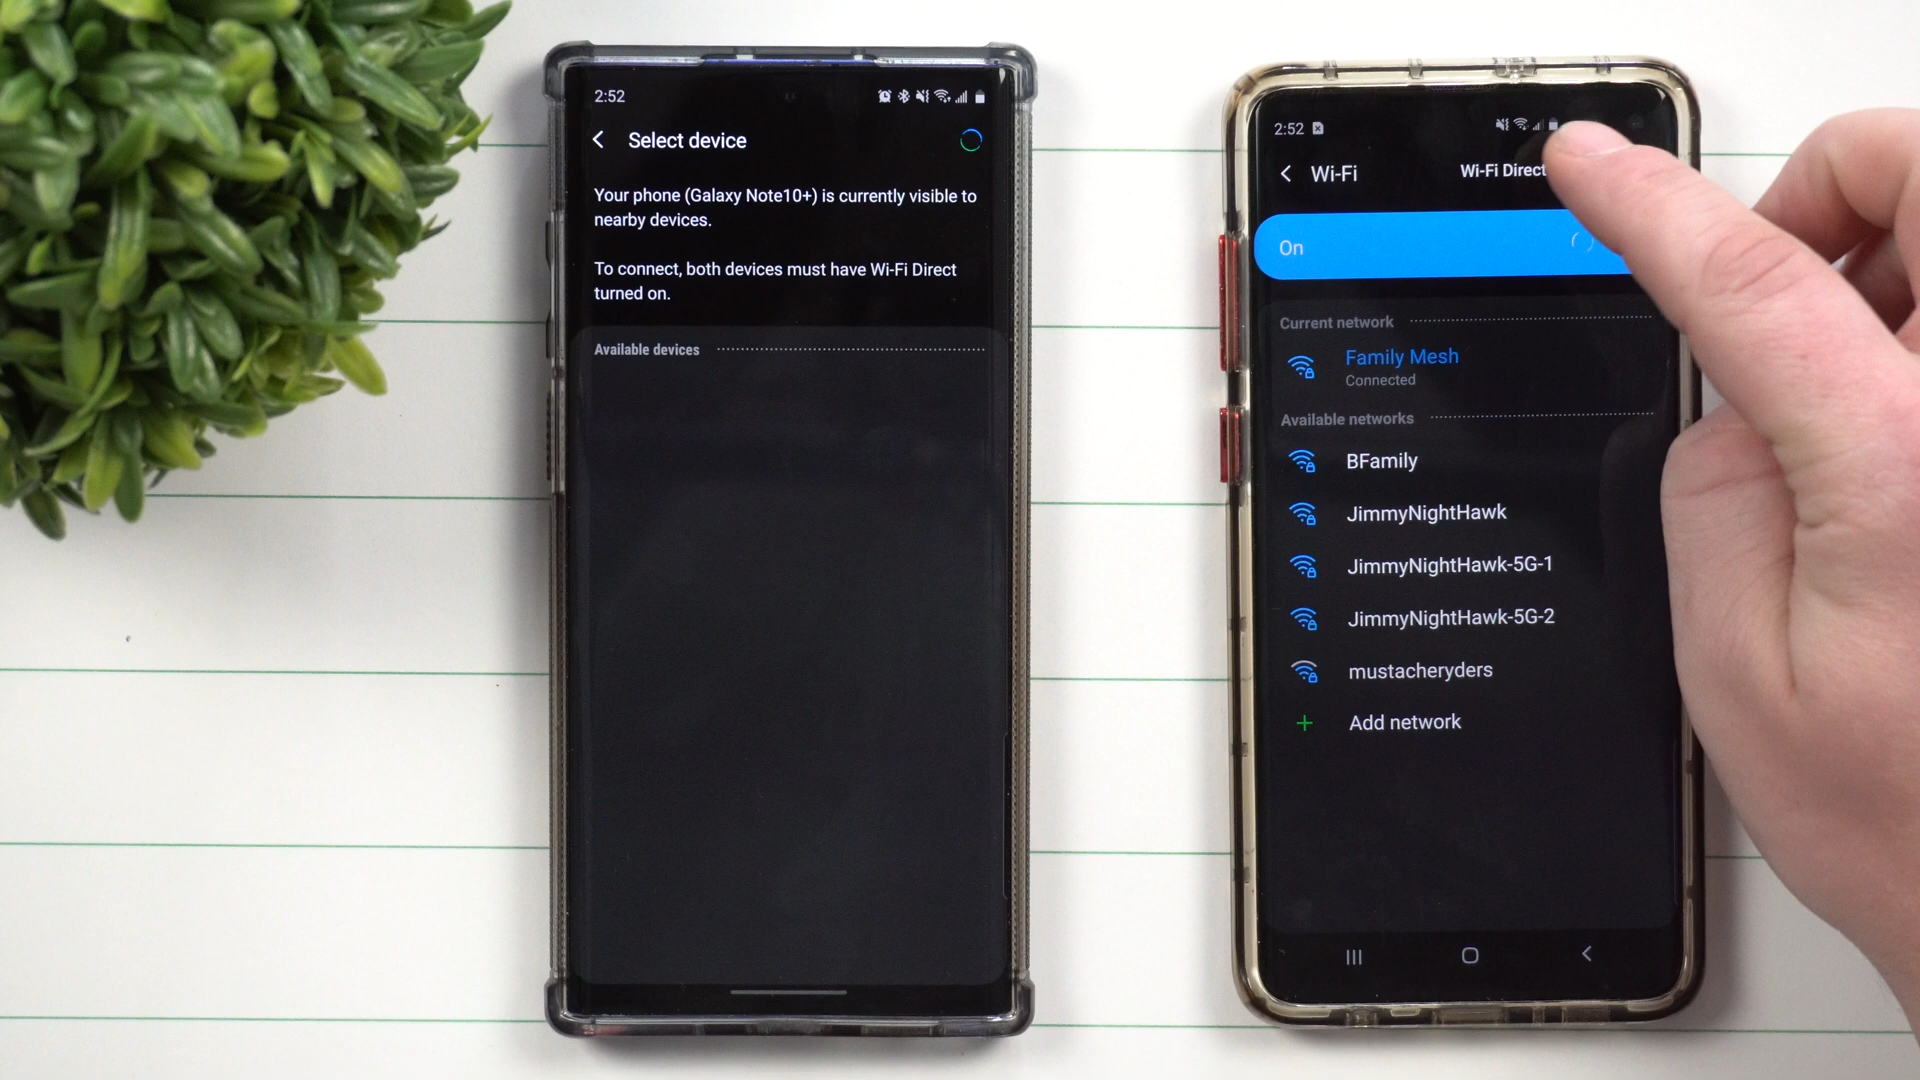 2:52
Select device
Your phone (Galaxy Note10+) is currently visible to
nearby devices.
To connect, both devices must have Wi-Fi Direct
turned on.
Available devices
2:52
Wi-Fi
Wi-Fi Direct
On
Current network
Family Mesh
Connected
Available networks
BFamily
JimmyNightHawk
JimmyNightHawk-5G-1
JimmyNightHawk-5G-2
mustacheryders
Add network